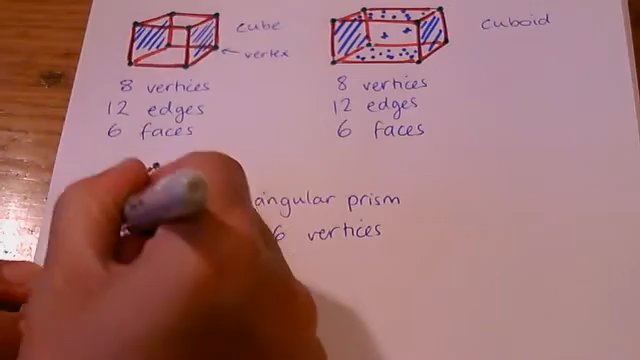 cube
cuboid
vertex
8 vertices
12 edges
6 faces
8 vertices
12 edges
6 faces
angular prism
6 vertices